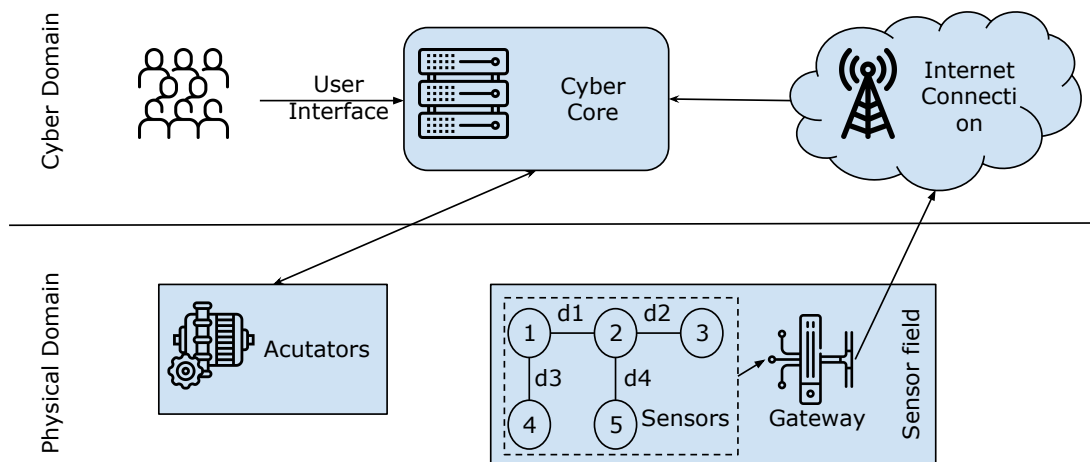 Cyber Domain
User
Interface
Cyber
Core
Internet
Connecti
on
Physical Domain
Acutators
1
d1
2
d2
3
d3
d4
4
5
Sensors
Gateway
Sensor field